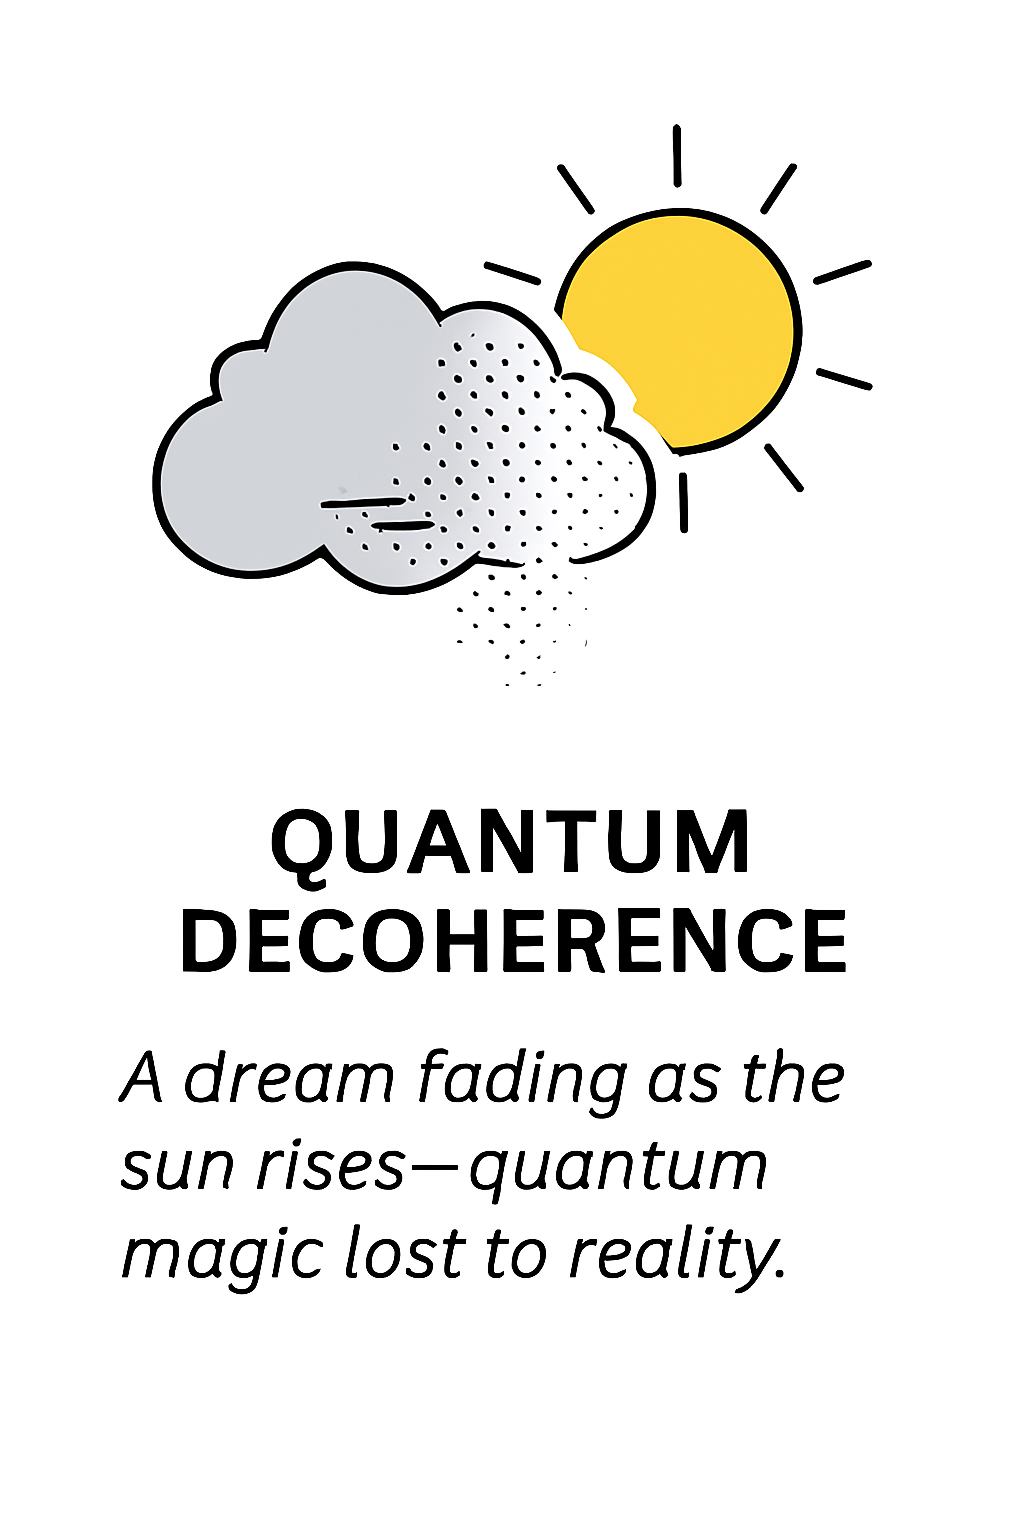 QUANTUM
DECOHERENCE
A dream fading as the
sun rises—quantum
magic lost to reality.